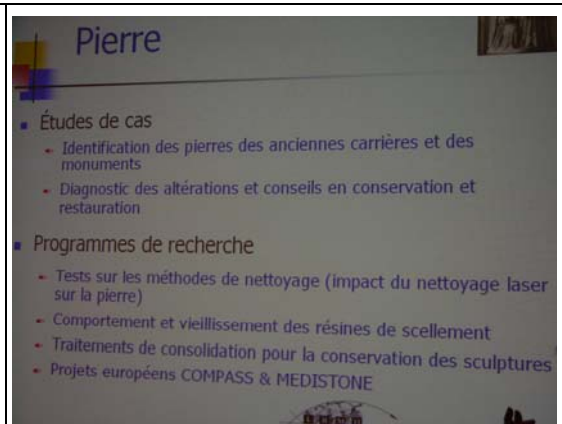 Pierre
Études de cas
Identification des pierres des anciennes carrières et des
monuments
Diagnostic des altérations et conseils en conservation et
restauration
Programmes de recherche
Tests sur les méthodes de nettoyage (impact du nettoyage laser
sur la pierre)
Comportement et vieillissement des résines de scellement
Traitements de consolidation pour la conservation des sculptures
Projets européens COMPASS & MEDISTONE